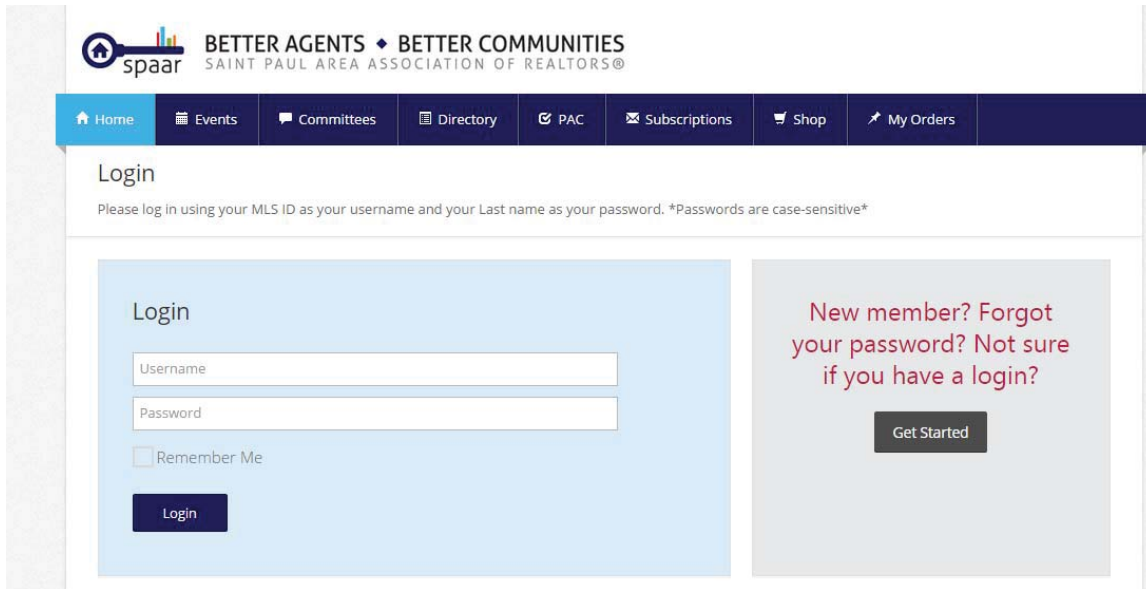 spaar
BETTER AGENTS ◆ BETTER COMMUNITIES
SAINT PAUL AREA ASSOCIATION OF REALTORS®
Home Events Committees Directory PAC Subscriptions Shop My Orders
Login
Please log in using your MLS ID as your username and your Last name as your password. *Passwords are case-sensitive*
Login
Username
Password
Remember Me
Login
New member? Forgot
your password? Not sure
if you have a login?
Get Started